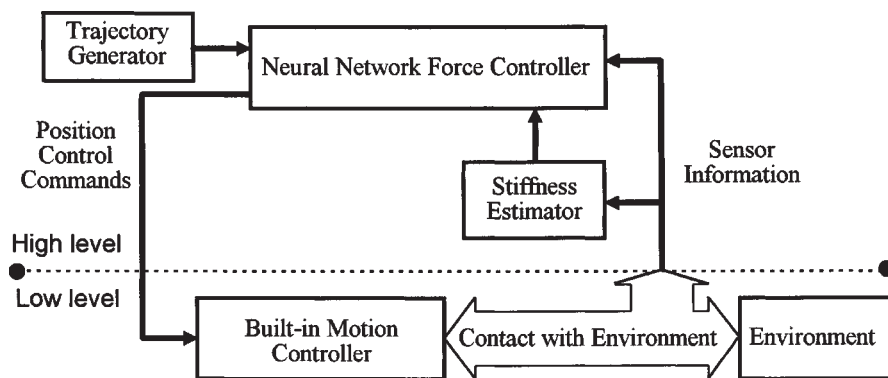 Trajectory
Generator
Neural Network Force Controller
Position
Control
Commands
Stiffness
Estimator
Sensor
Information
High level
Low level
Built-in Motion
Controller
Contact with Environment
Environment